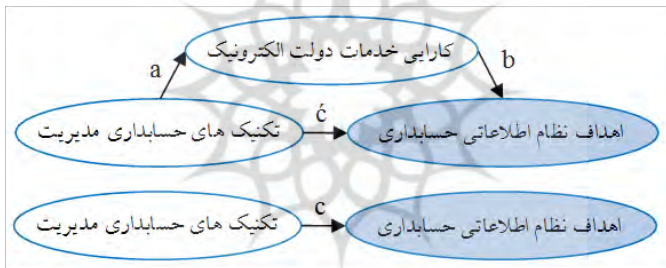 کارایی خدمات دولت الکترونیک
a
b
تکنیک های حسابداری مدیریت
ć
اهداف نظام اطلاعاتی حسابداری
تکنیک های حسابداری مدیریت
c
اهداف نظام اطلاعاتی حسابداری